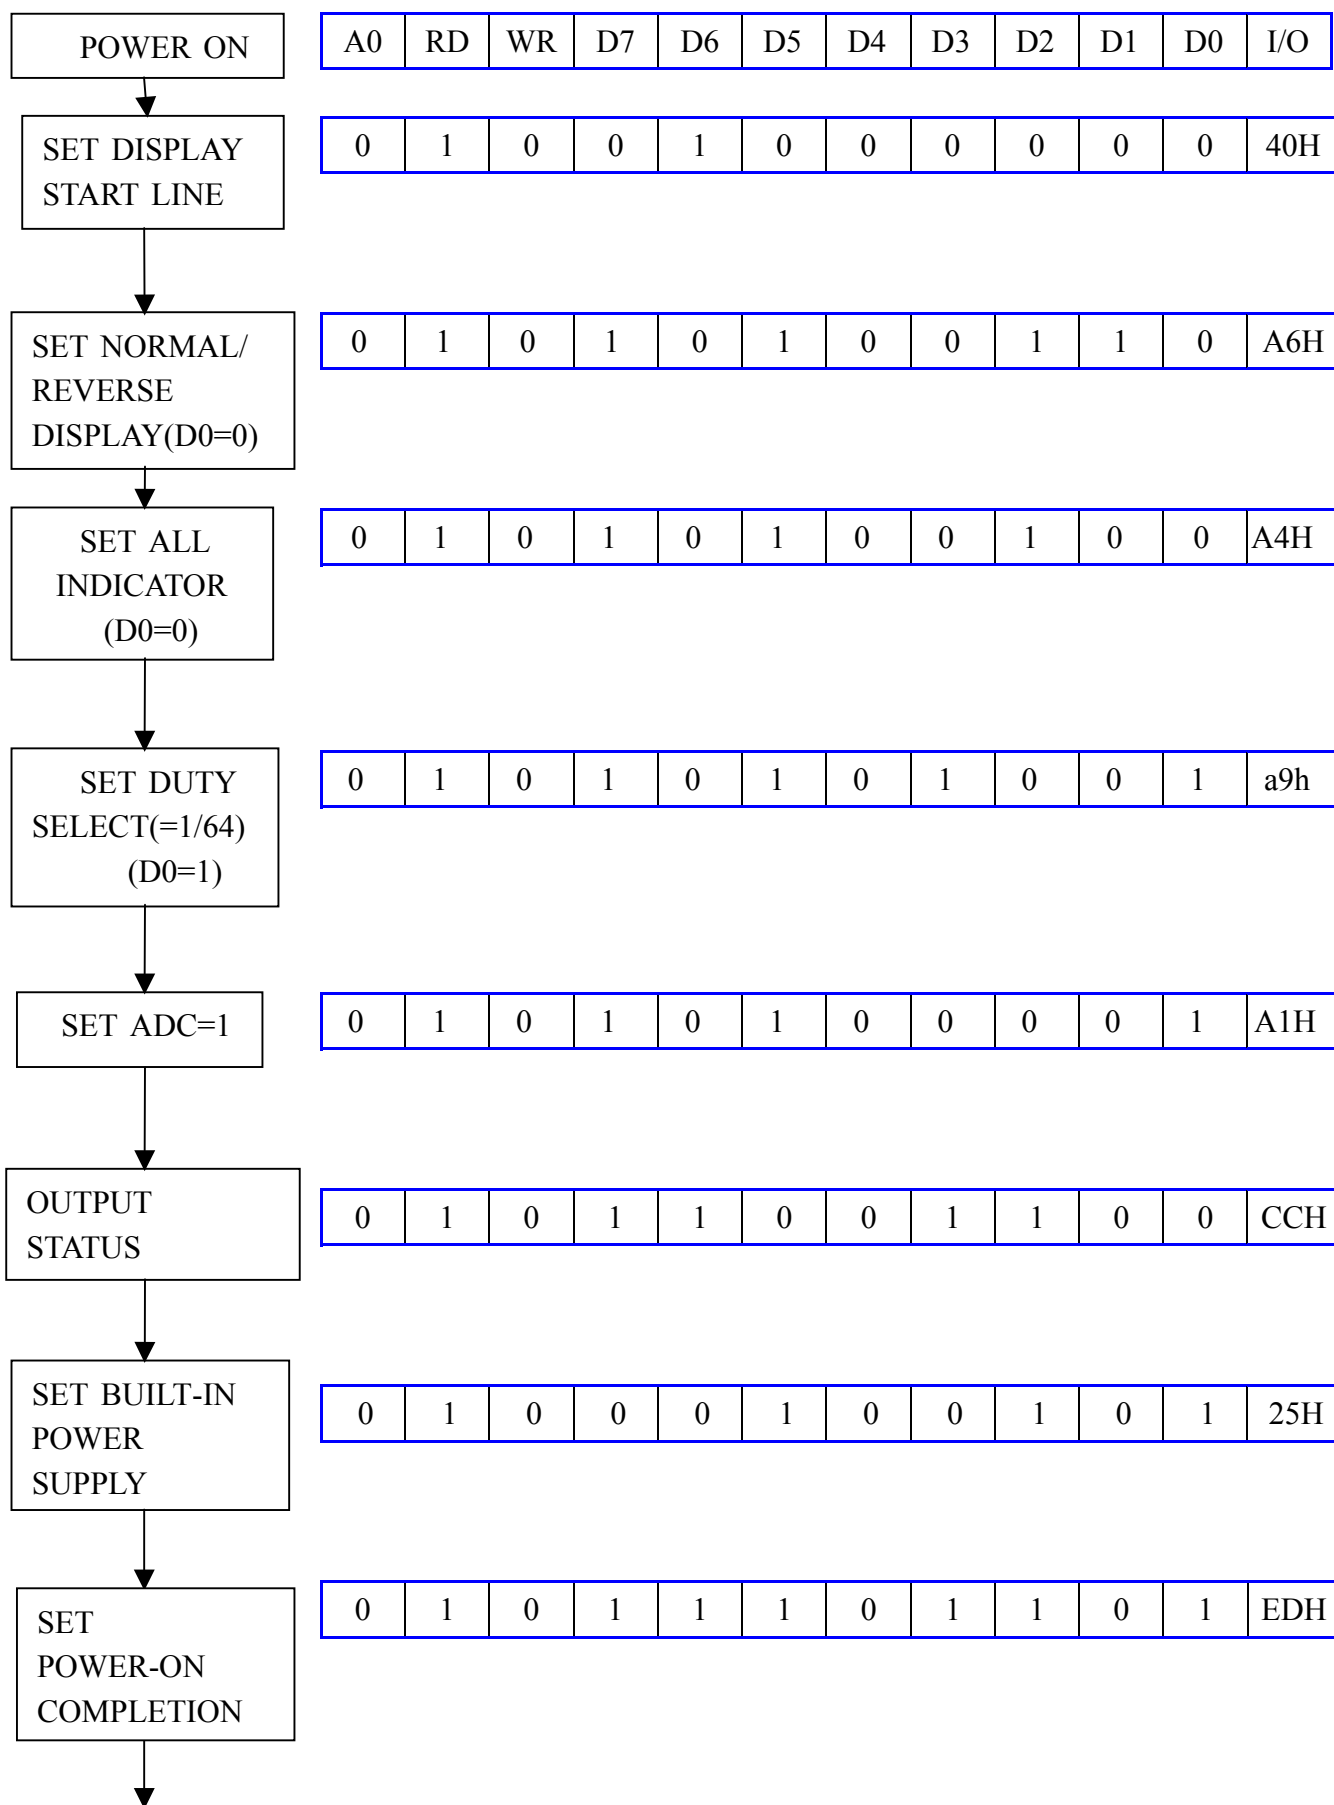 POWER ON
A0 RD WR D7 D6 D5 D4 D3 D2 D1 D0 I/O
SET DISPLAY
START LINE
0 1 0 0 1 0 0 0 0 0 0 40H
SET NORMAL/
REVERSE
DISPLAY(D0=0)
0 1 0 1 0 1 0 0 1 1 0 A6H
SET ALL
INDICATOR
(D0=0)
0 1 0 1 0 1 0 0 1 0 0 A4H
SET DUTY
SELECT(=1/64)
(D0=1)
0 1 0 1 0 1 0 1 0 0 1 a9h
SET ADC=1
0 1 0 1 0 1 0 0 0 0 1 A1H
OUTPUT
STATUS
0 1 0 1 1 0 0 1 1 0 0 CCH
SET BUILT-IN
POWER
SUPPLY
0 1 0 0 0 1 0 0 1 0 1 25H
SET
POWER-ON
COMPLETION
0 1 0 1 1 1 0 1 1 0 1 EDH